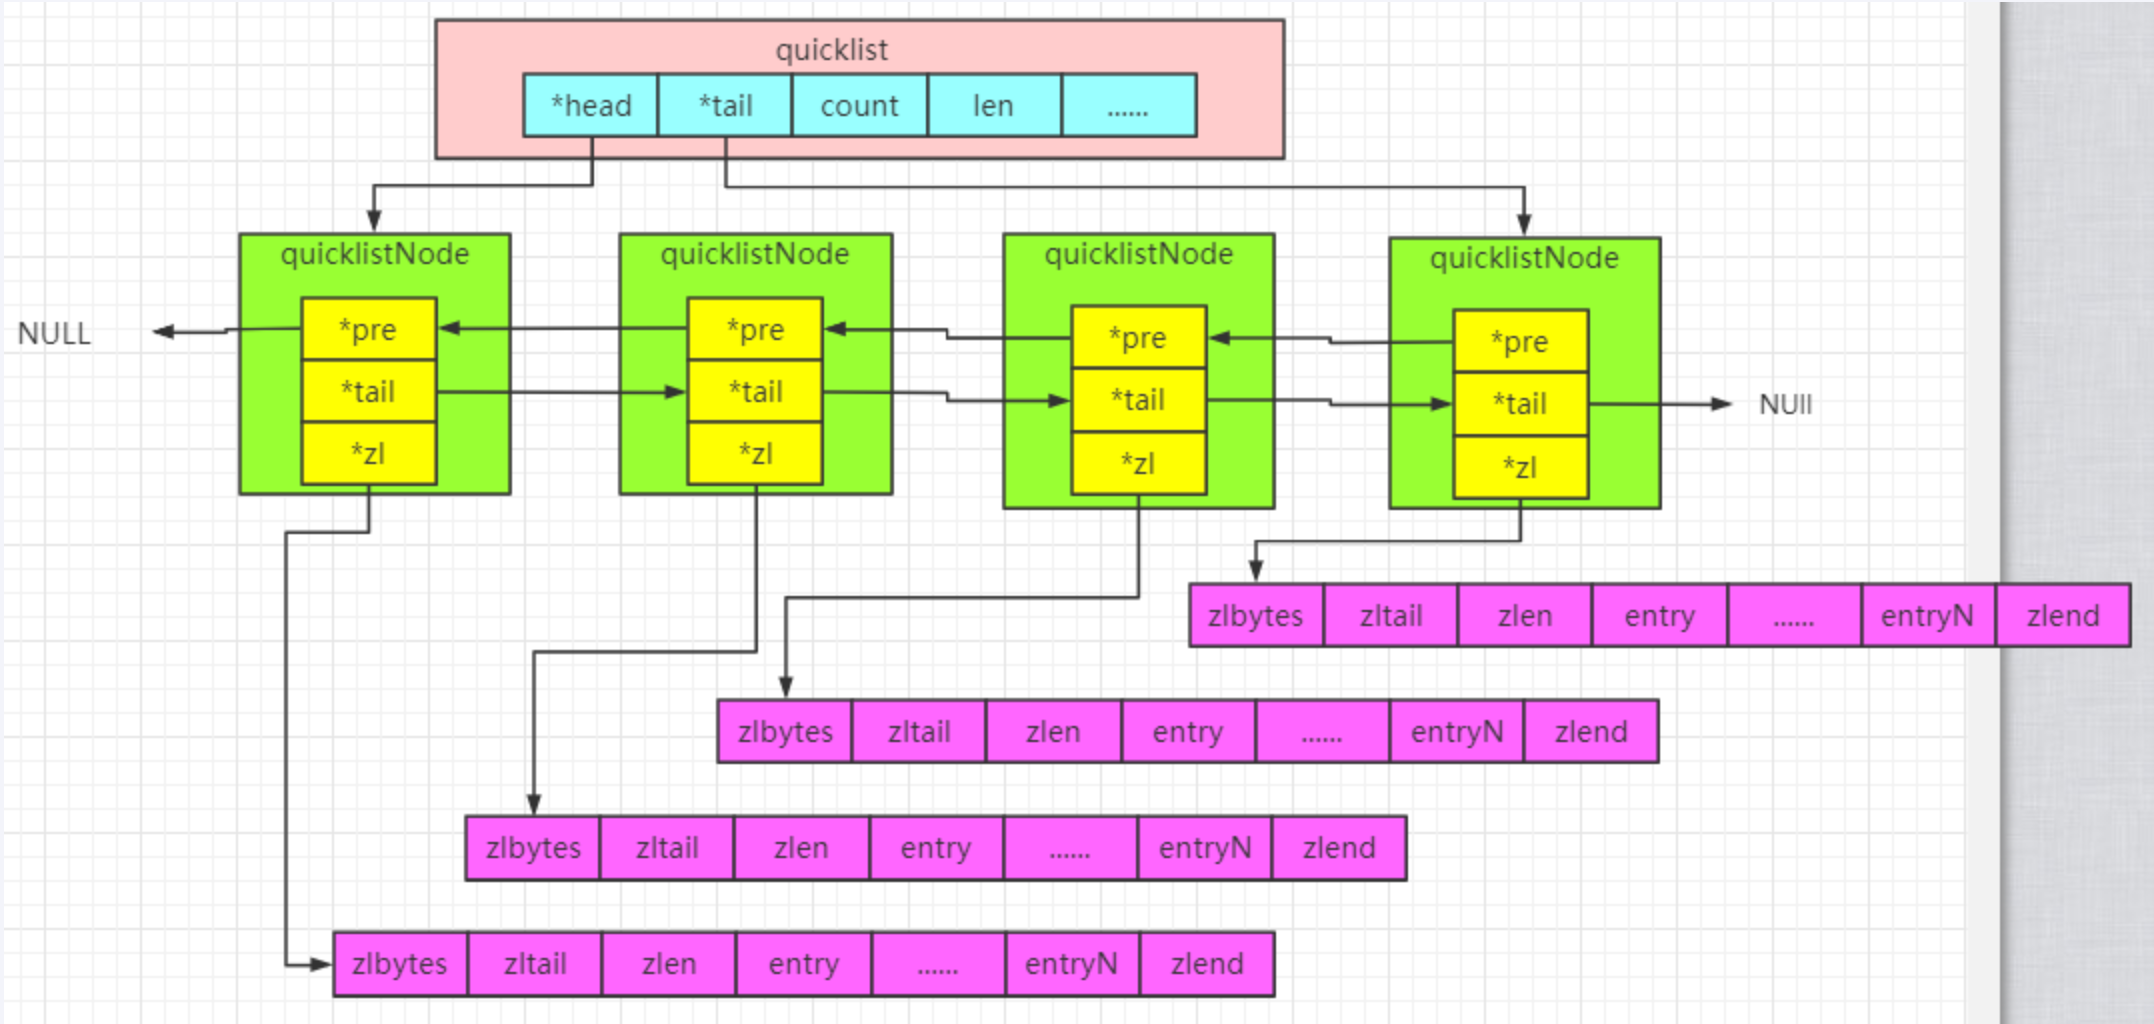 quicklist
*head *tail count len ......
quicklistNode quicklistNode quicklistNode quicklistNode
NULL *pre *pre *pre *pre
*tail *tail *tail *tail NUll
*zl *zl *zl *zl
zlbytes zltail zlen entry ...... entryN zlend
zlbytes zltail zlen entry ...... entryN zlend
zlbytes zltail zlen entry ...... entryN zlend
zlbytes zltail zlen entry ...... entryN zlend